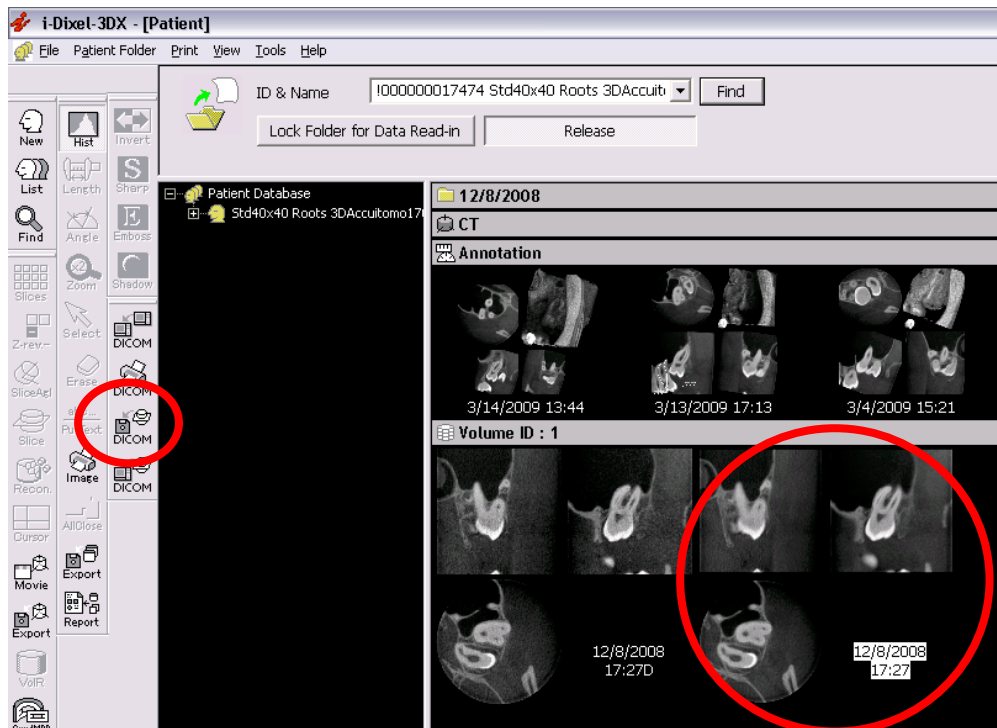 i-Dixel-3DX - [Patient]
File Patient Folder Print View Tools Help
ID & Name !000000017474 Std40x40 Roots 3DAccuit Find
Lock Folder for Data Read-in Release
New Hist Invert
List Length Sharp
Find Angle Emboss
Slices Zoom Shadow
x2
Z-rev.- Select DICOM
SliceAgl Erase DICOM
Slice DICOM
Recon. Image DICOM
Cursor AllClose
Movie Export
Export Report
VolR
Patient Database
Std40x40 Roots 3DAccuitomo170
12/8/2008
CT
Annotation
3/14/2009 13:44 3/13/2009 17:13 3/4/2009 15:21
Volume ID : 1
12/8/2008
17:27D
12/8/2008
17:27